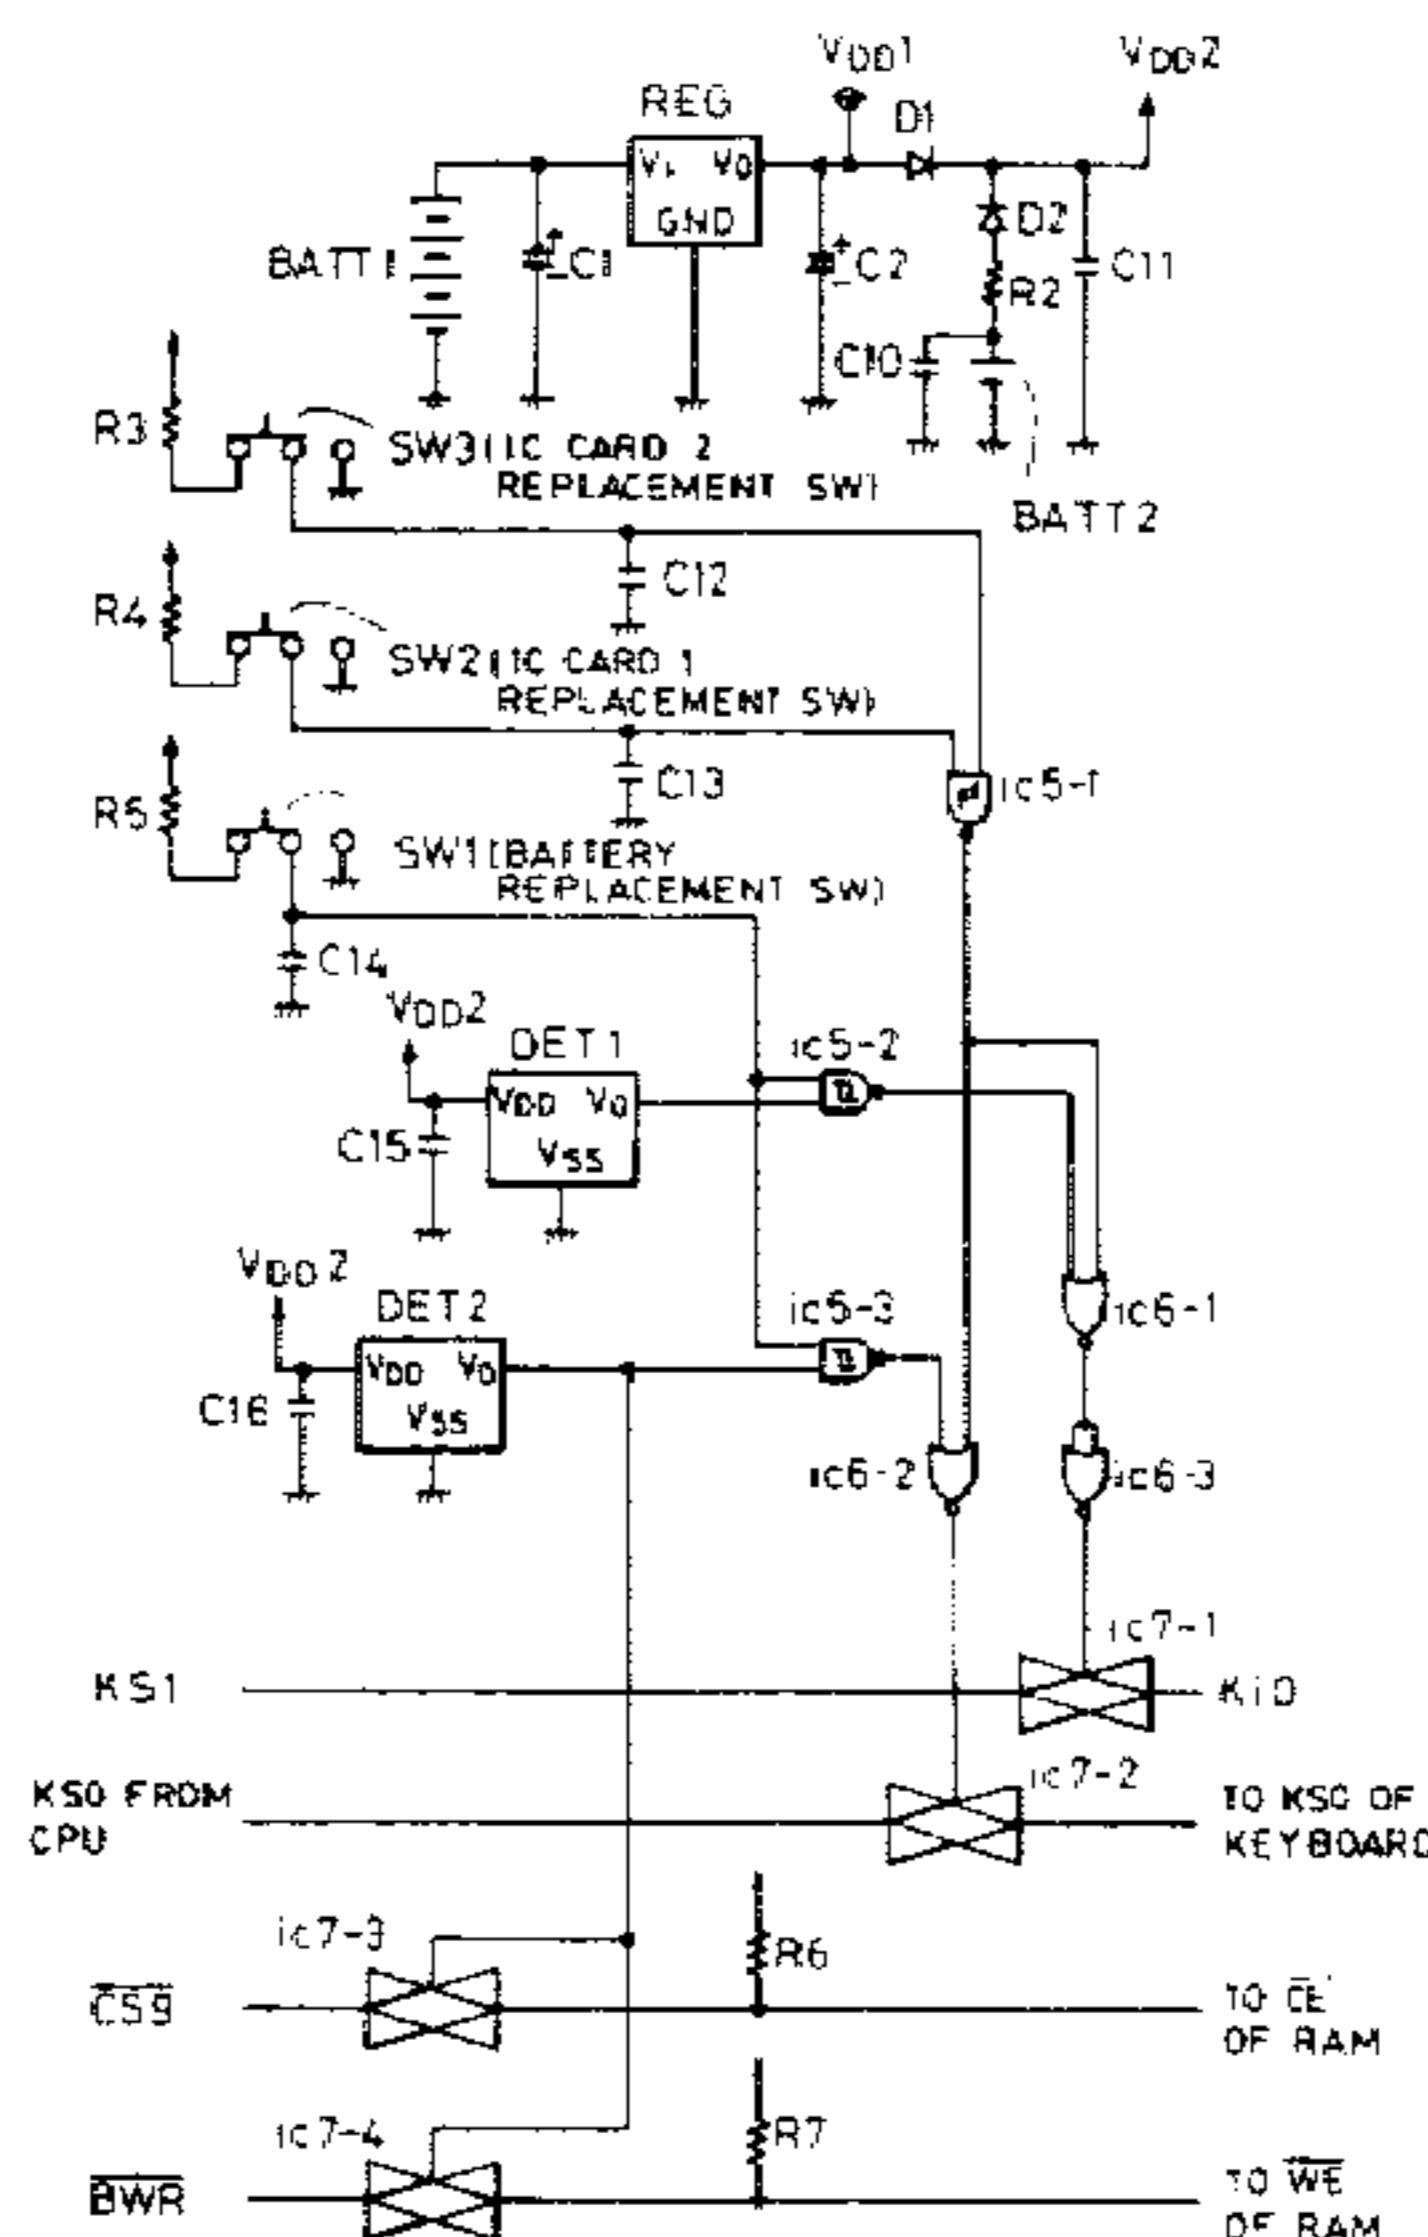 VDD1
VDD2
REG
D1
Vi
VO
GND
D2
BATT1
C1
C2
R2
C11
C10
R3
SW3(IC CARD 2
REPLACEMENT SW)
BATT2
C12
R4
SW2(IC CARD 1
REPLACEMENT SW)
C13
ic5-1
R5
SW1(BATTERY
REPLACEMENT SW)
C14
VDD2
DET1
ic5-2
VDD
VO
C15
VSS
VDD2
DET2
ic5-3
ic6-1
VDD
VO
C16
VSS
ic6-2
ic6-3
ic7-1
KS1
Ki0
ic7-2
KS0 FROM
CPU
TO KS0 OF
KEYBOARD
ic7-3
R6
CS9
TO CE
OF RAM
ic7-4
R7
BWR
TO WE
OF RAM